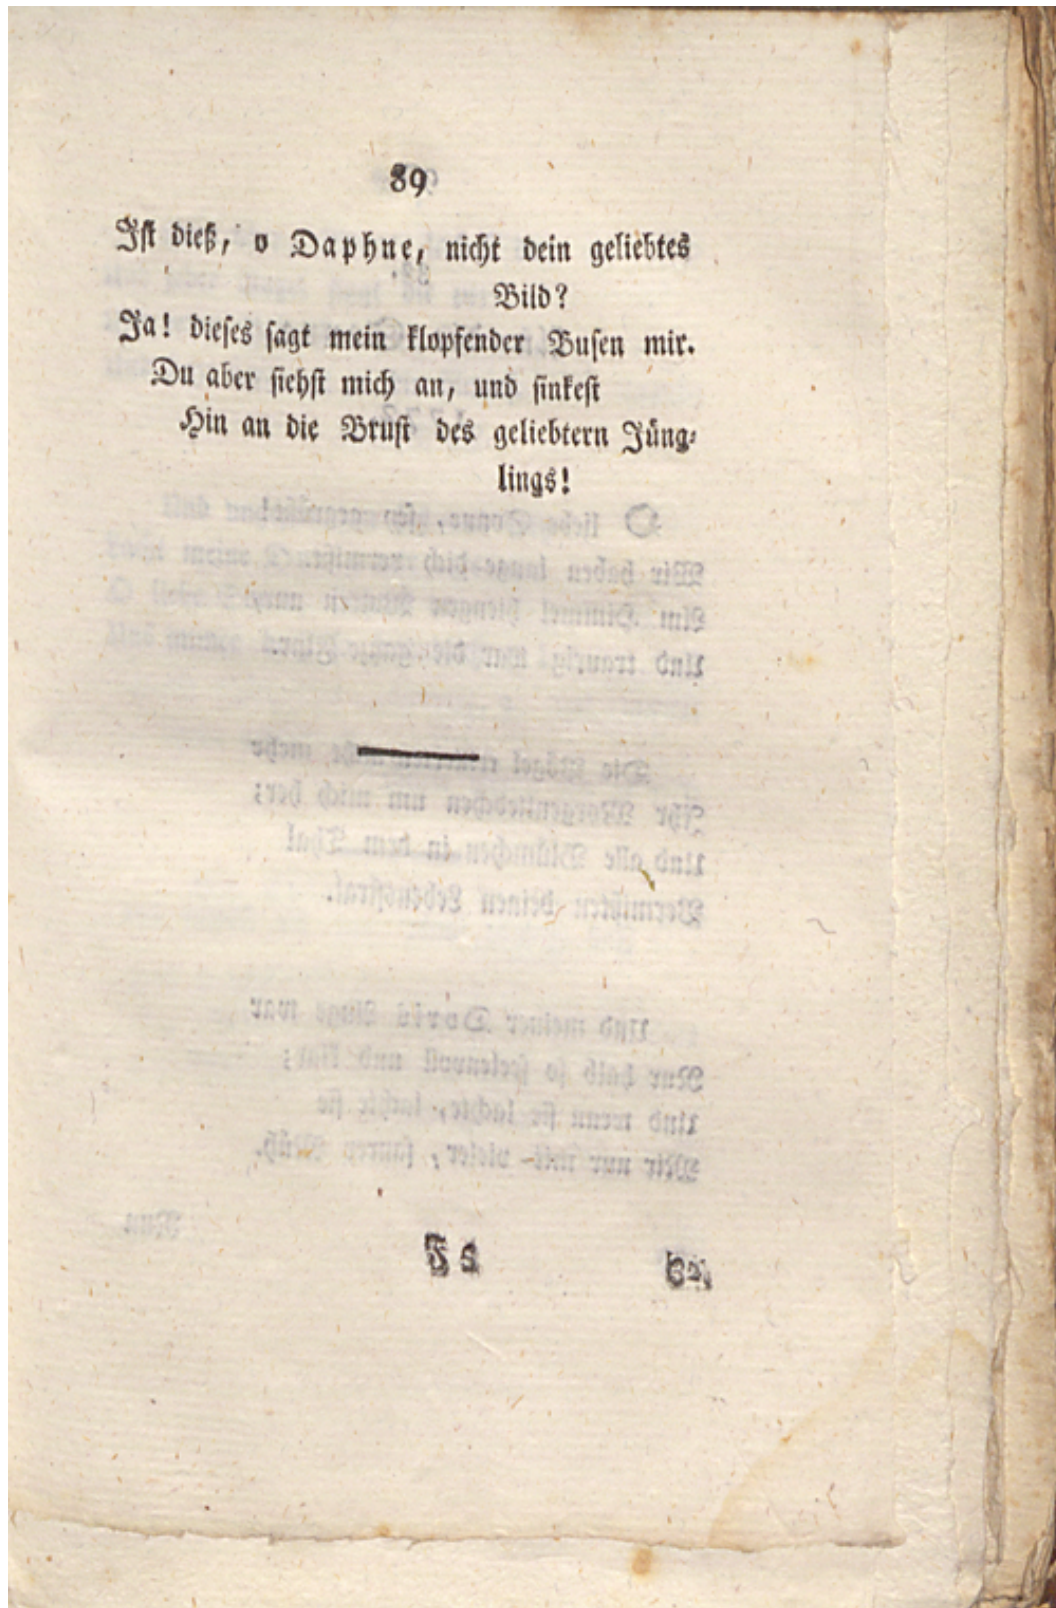 89
Ist dieß, o Daphne, nicht dein geliebtes
Bild?
Ja! dieses sagt mein klopfender Busen mir.
Du aber siehst mich an, und sinkest
Hin an die Brust des geliebtern Jüng-
lings!
F 5